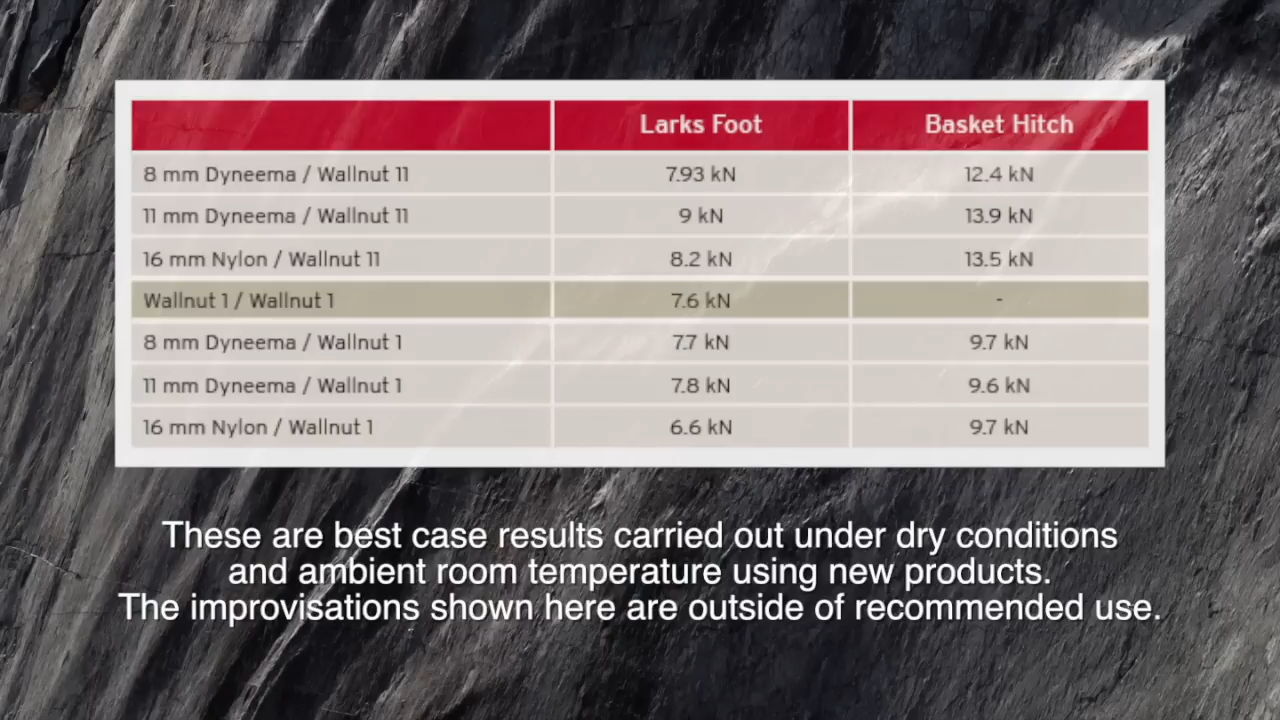 Larks Foot Basket Hitch
8 mm Dyneema / Wallnut 11 7.93 kN 12.4 kN
11 mm Dyneema / Wallnut 11 9 kN 13.9 kN
16 mm Nylon / Wallnut 11 8.2 kN 13.5 kN
Wallnut 1 / Wallnut 1 7.6 kN -
8 mm Dyneema / Wallnut 1 7.7 kN 9.7 kN
11 mm Dyneema / Wallnut 1 7.8 kN 9.6 kN
16 mm Nylon / Wallnut 1 6.6 kN 9.7 kN
These are best case results carried out under dry conditions
and ambient room temperature using new products.
The improvisations shown here are outside of recommended use.